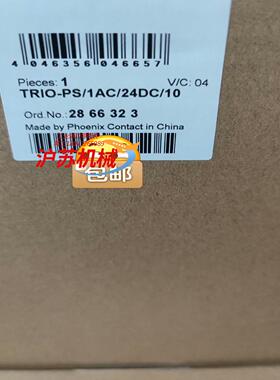 4 046356 046657
Pieces: 1 V/C: 04
TRIO-PS/1AC/24DC/10
Ord.No.: 28 66 32 3
Made by Phoenix Contact in China
沪苏机械
包邮